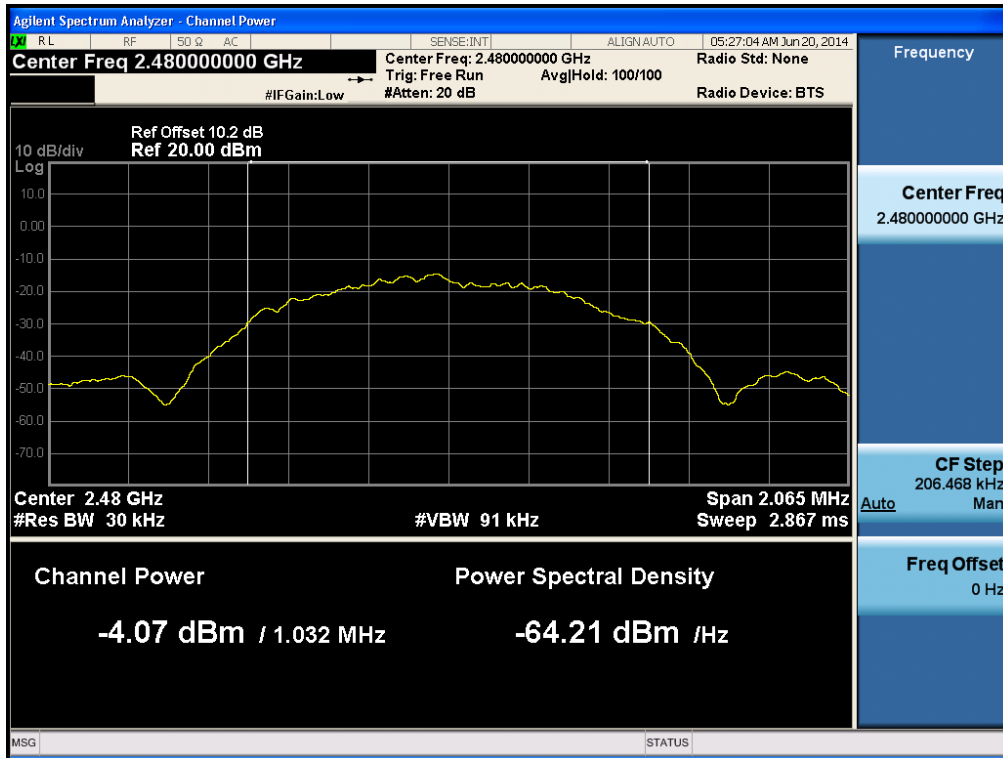 Agilent Spectrum Analyzer - Channel Power
LXI RL RF 50 Ω AC SENSE:INT ALIGN AUTO 05:27:04 AM Jun 20, 2014
Center Freq 2.480000000 GHz
Center Freq: 2.480000000 GHz Radio Std: None
Trig: Free Run Avg|Hold: 100/100
#IFGain:Low #Atten: 20 dB Radio Device: BTS
Ref Offset 10.2 dB
10 dB/div Ref 20.00 dBm
Log
10.0
0.00
-10.0
-20.0
-30.0
-40.0
-50.0
-60.0
-70.0
Center 2.48 GHz Span 2.065 MHz
#Res BW 30 kHz #VBW 91 kHz Sweep 2.867 ms
Channel Power Power Spectral Density
-4.07 dBm / 1.032 MHz -64.21 dBm /Hz
MSG STATUS
Frequency
Center Freq
2.480000000 GHz
CF Step
206.468 kHz
Auto Man
Freq Offset
0 Hz